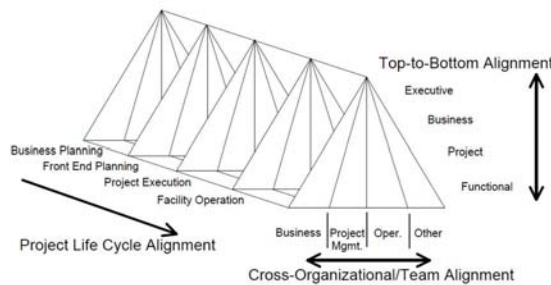 Top-to-Bottom Alignment
Executive
Business
Project
Functional
Business Planning
Front End Planning
Project Execution
Facility Operation
Project Life Cycle Alignment
Business
Project
Mgmt.
Oper.
Other
Cross-Organizational/Team Alignment